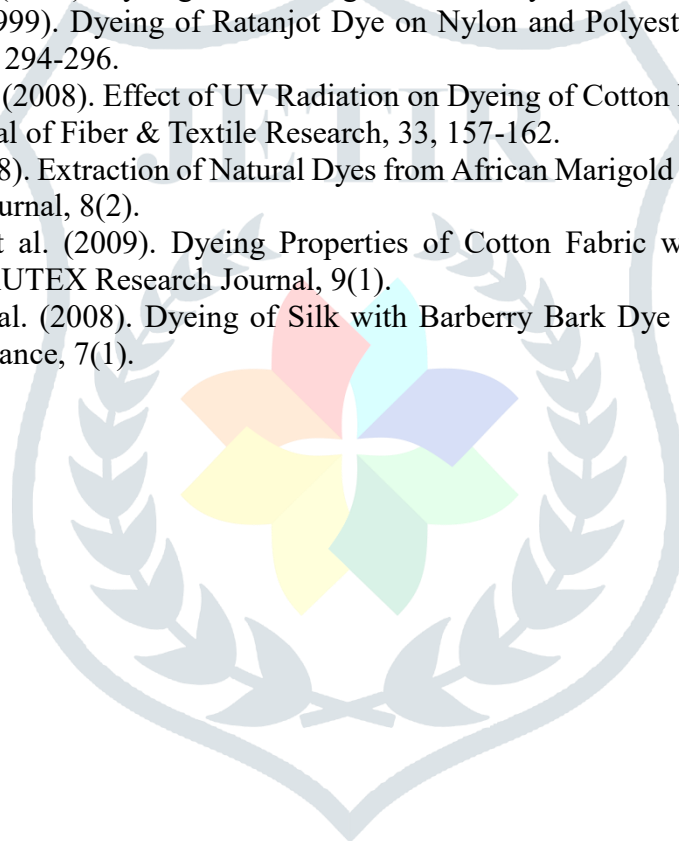 999). Dyeing of Ratanjot Dye on Nylon and Polyest
294-296.
(2008). Effect of UV Radiation on Dyeing of Cotton
al of Fiber & Textile Research, 33, 157-162.
8). Extraction of Natural Dyes from African Marigold
urnal, 8(2).
t al. (2009). Dyeing Properties of Cotton Fabric w
UTEX Research Journal, 9(1).
al. (2008). Dyeing of Silk with Barberry Bark Dye
ance, 7(1).
JETIR